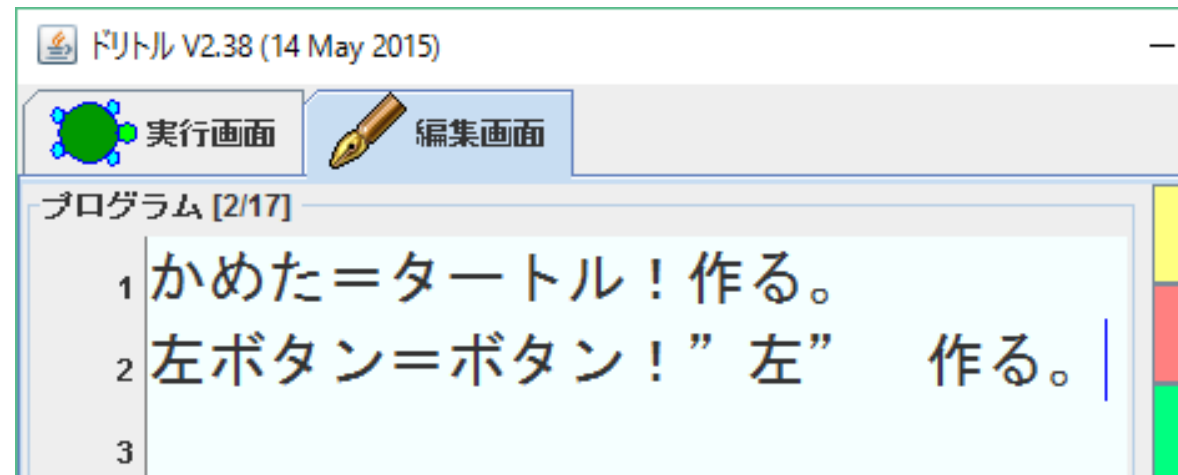 ドリトル V2.38 (14 May 2015)
実行画面 編集画面
プログラム [2/17]
1 かめた＝タートル！作る。
2 左ボタン＝ボタン！”左”　作る。
3